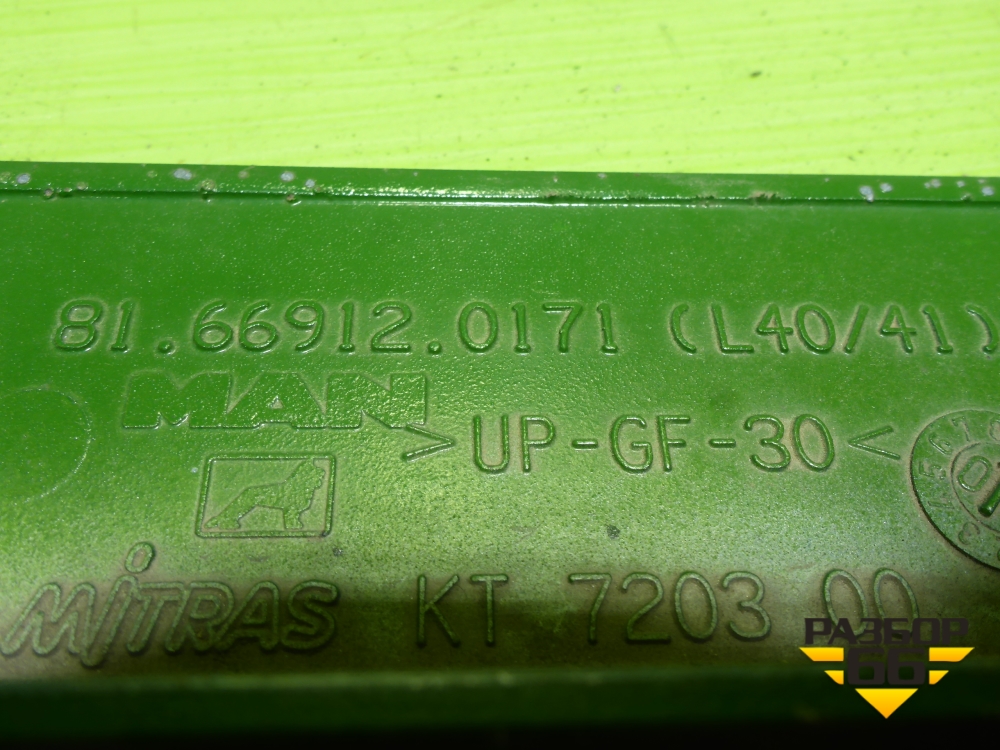 81.66912.0171 (L40/41)
MAN
>UP-GF-30<
MiTRAS KT 7203 00
РАЗБОР
66